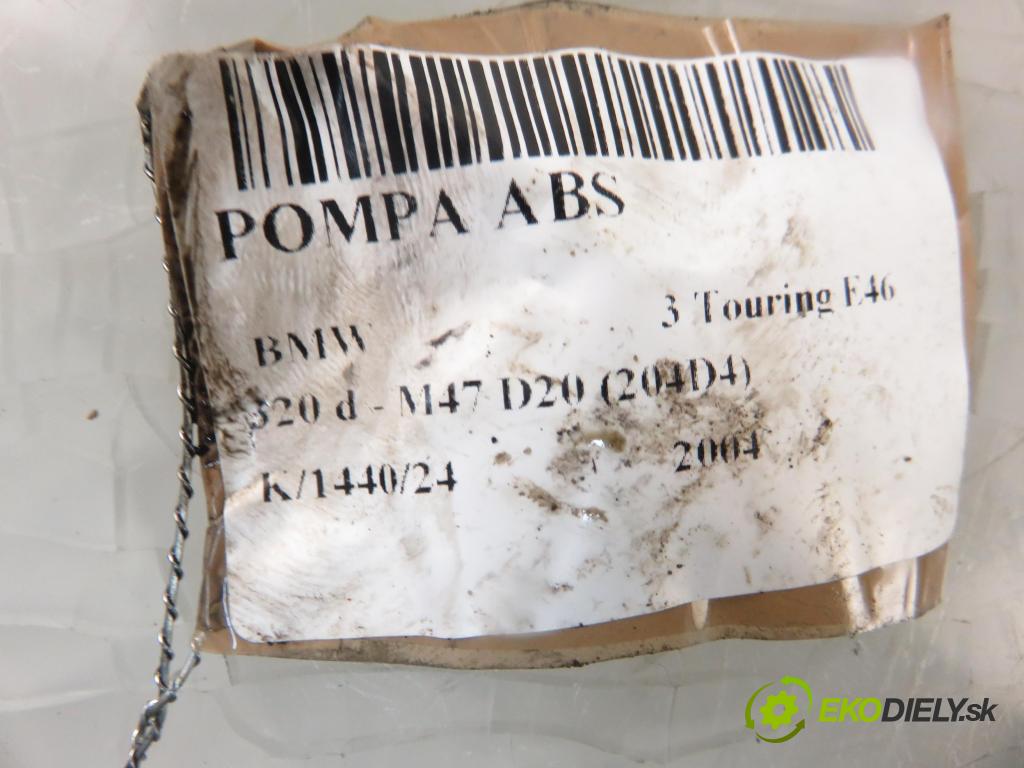 POMPA ABS
BMW 3 Touring E46
320 d - M47 D20 (204D4)
K/1440/24 2004
EKODIELY.sk